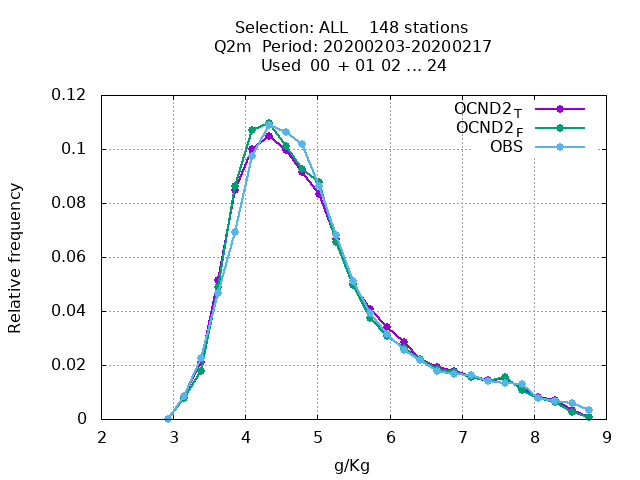 Selection: ALL    148 stations
Q2m  Period: 20200203-20200217
Used  00  + 01 02 ... 24
OCND2_T
OCND2_F
OBS
0.12
0.1
0.08
0.06
0.04
0.02
0
Relative frequency
2 3 4 5 6 7 8 9
g/Kg